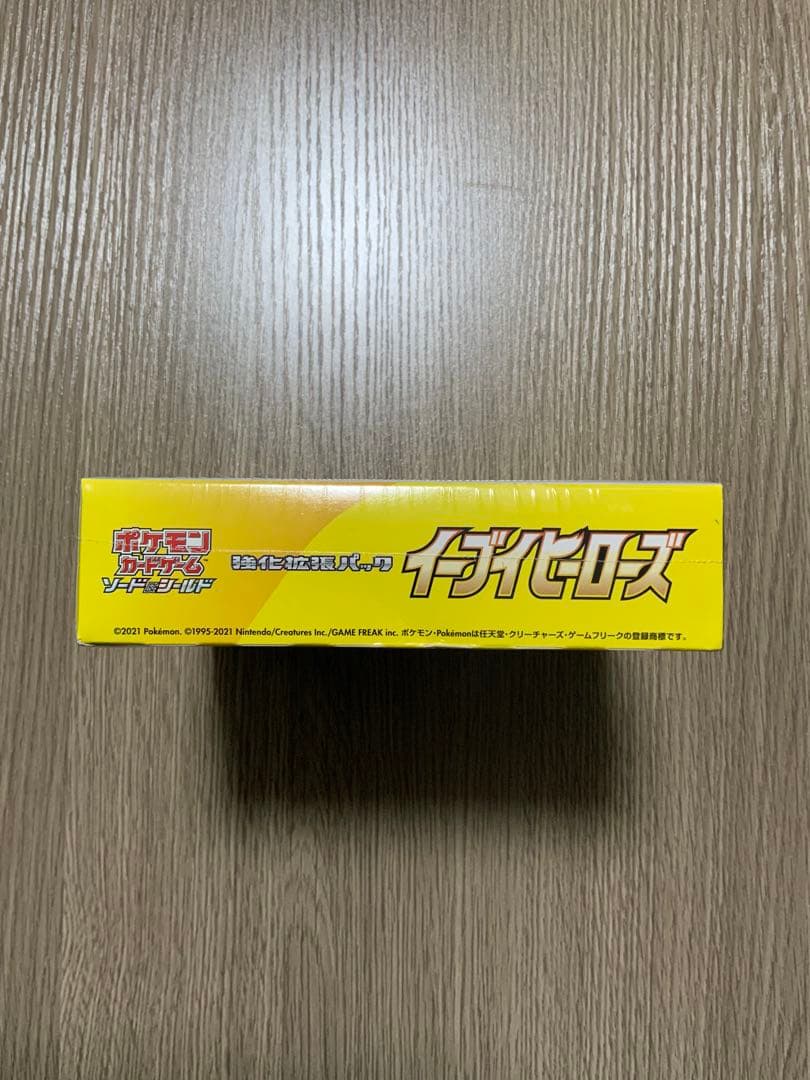 ポケモン
カードゲーム
ソード&シールド
強化拡張パック
イーブイヒーローズ
©2021 Pokémon. ©1995-2021 Nintendo/Creatures Inc./GAME FREAK inc. ポケモン・Pokémonは任天堂・クリーチャーズ・ゲームフリークの登録商標です。